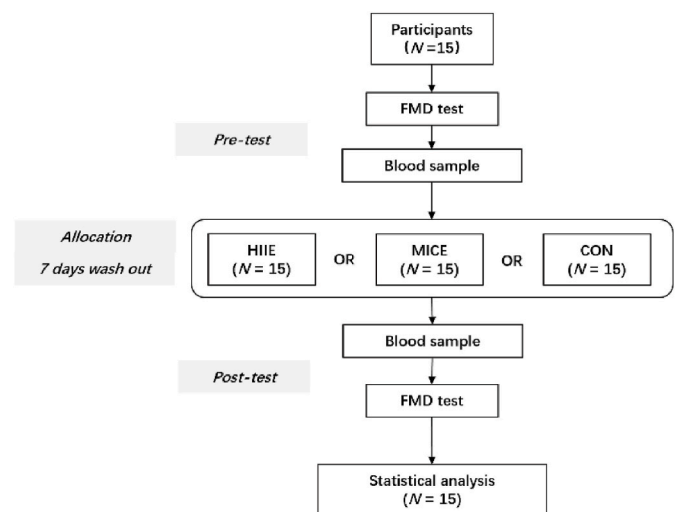 Participants
(N =15)
FMD test
Pre-test
Blood sample
Allocation
7 days wash out
HIIE
(N = 15)
OR
MICE
(N = 15)
OR
CON
(N = 15)
Blood sample
Post-test
FMD test
Statistical analysis
(N = 15)